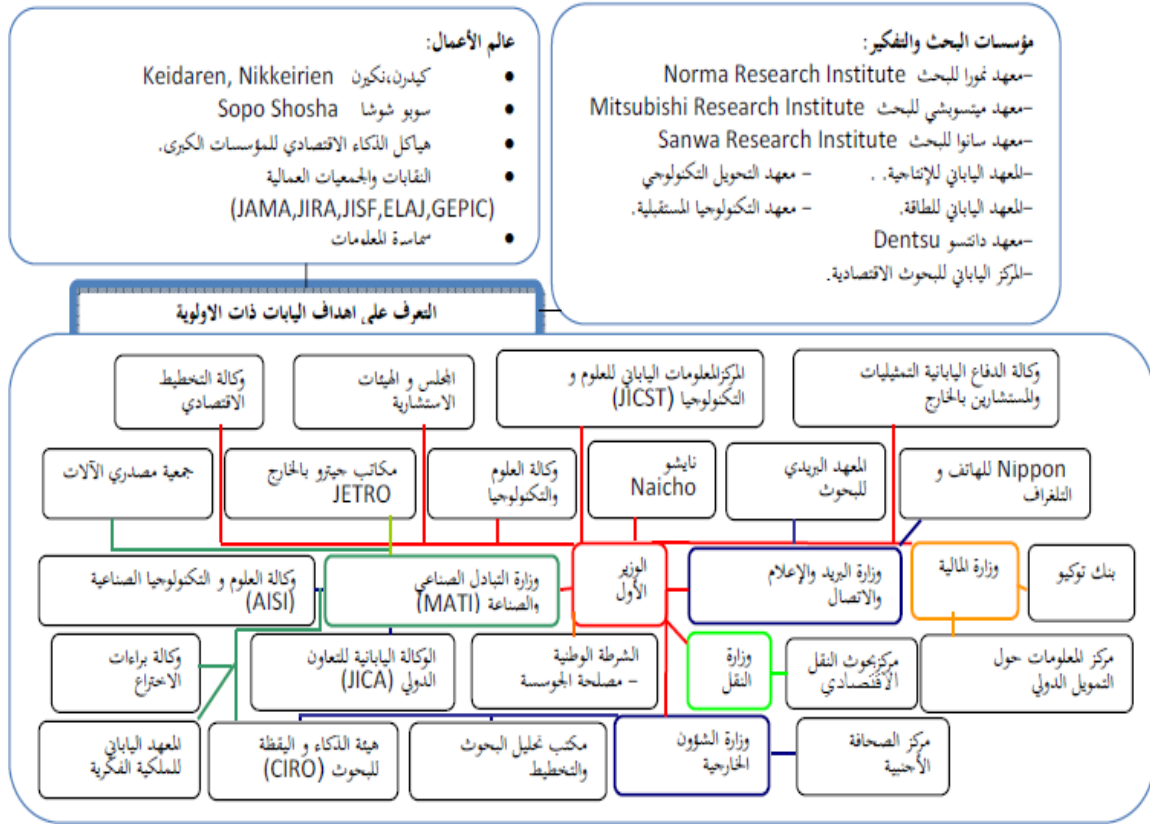 مؤسسات البحث والتفكير:
-معهد نمورا للبحث Norma Research Institute
-معهد ميتسوبشي للبحث Mitsubishi Research Institute
-معهد سانوا للبحث Sanwa Research Institute
-المعهد الياباني للإنتاجية. . - معهد التحويل التكنولوجي
-المعهد الياباني للطاقة. - معهد التكنولوجيا المستقبلية.
-معهد دانتسو Dentsu
-المركز الياباني للبحوث الاقتصادية.
عالم الأعمال:
• كيدرن،نكيرن Keidaren, Nikkeirien
• سوبو شوشا Sopo Shosha
• هياكل الذكاء الاقتصادي للمؤسسات الكبرى.
• النقابات والجمعيات العمالية
(JAMA,JIRA,JISF,ELAJ,GEPIC)
• سماسرة المعلومات
التعرف على اهداف اليابات ذات الاولوية
وكالة الدفاع اليابانية التمثيليات
والمستشارين بالخارج
المركزالمعلومات الياباني للعلوم و
التكنولوجيا (JICST)
المجلس و الهيئات
الاستشارية
وكالة التخطيط
الاقتصادي
Nippon للهاتف و
التلغراف
المعهد البريدي
للبحوث
نايشو
Naicho
وكالة العلوم
والتكنولوجيا
مكاتب جيترو بالخارج
JETRO
جمعية مصدري الآلات
بنك توكيو
وزارة المالية
وزارة البريد والإعلام
والاتصال
الوزير
الأول
وزارة التبادل الصناعي
والصناعة (MATI)
وكالة العلوم و التكنولوجيا الصناعية
(AISI)
مركز المعلومات حول
التمويل الدولي
مركزبحوث النقل
الاقتصادي
وزارة
النقل
الشرطة الوطنية
- مصلحة الجوسسة
الوكالة اليابانية للتعاون
الدولي (JICA)
وكالة براءات
الاختراع
مركز الصحافة
الأجنبية
وزارة الشؤون
الخارجية
مكتب تحليل البحوث
والتخطيط
هيئة الذكاء و اليقظة
للبحوث (CIRO)
المعهد الياباني
للملكية الفكرية